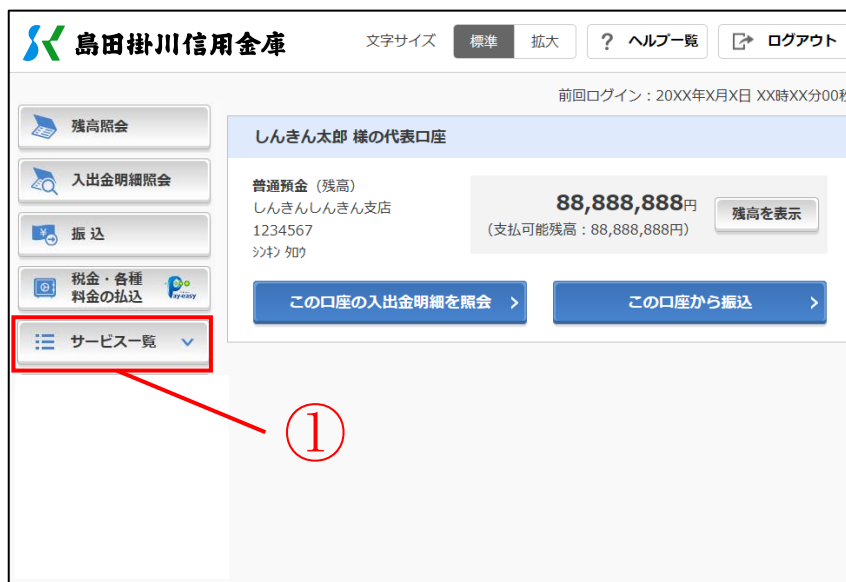 島田掛川信用金庫
文字サイズ 標準 拡大 ? ヘルプ一覧 ログアウト
前回ログイン：20XX年X月X日 XX時XX分00秒
残高照会
入出金明細照会
振込
税金・各種
料金の払込
Pay-easy
サービス一覧
①
しんきん太郎 様の代表口座
普通預金（残高）
しんきんしんきん支店
1234567
ｼﾝｷﾝ ﾀﾛｳ
88,888,888円
（支払可能残高：88,888,888円）
残高を表示
この口座の入出金明細を照会
この口座から振込